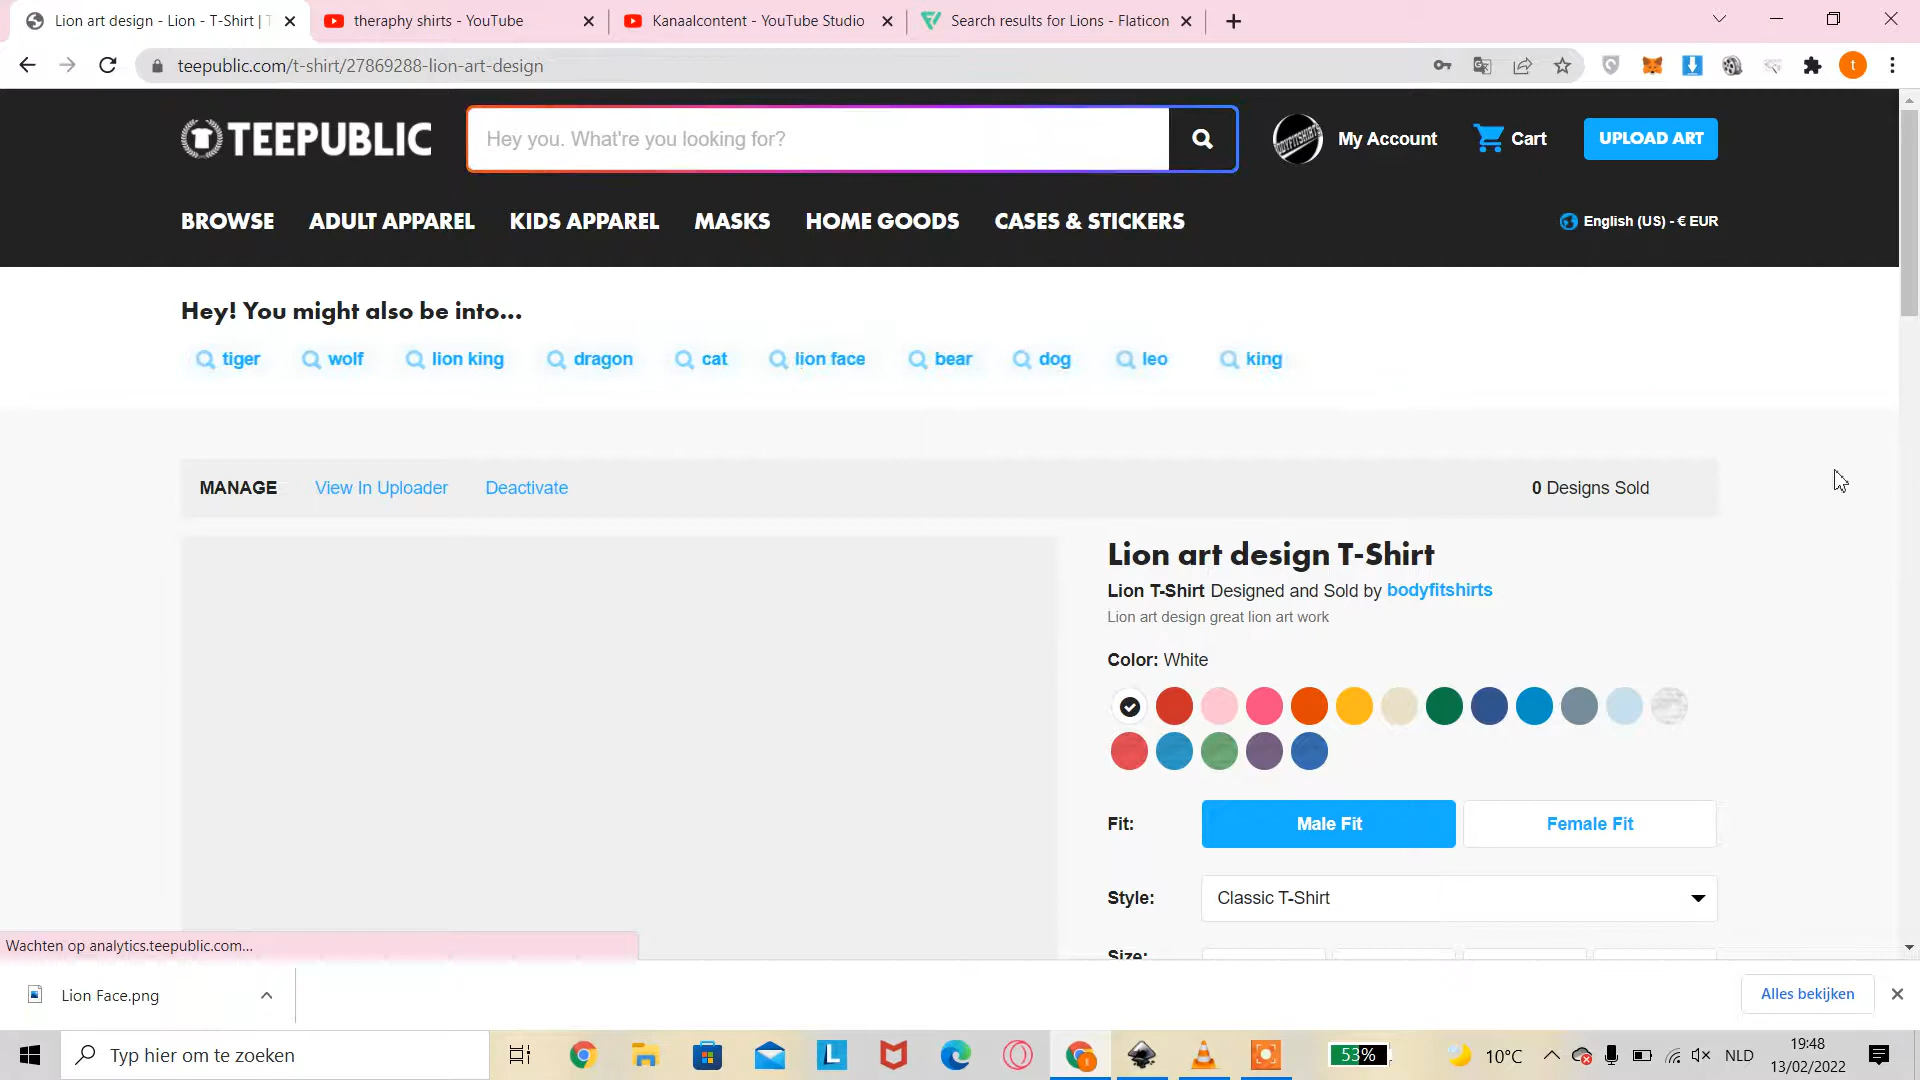 Lion art design - Lion - T-Shirt | T
theraphy shirts - YouTube
Kanaalcontent - YouTube Studio
Search results for Lions - Flaticon
teepublic.com/t-shirt/27869288-lion-art-design
t
TEEPUBLIC
Hey you. What're you looking for?
My Account
Cart
UPLOAD ART
BROWSE
ADULT APPAREL
KIDS APPAREL
MASKS
HOME GOODS
CASES & STICKERS
English (US) - € EUR
Hey! You might also be into...
tiger
wolf
lion king
dragon
cat
lion face
bear
dog
leo
king
MANAGE
View In Uploader
Deactivate
0 Designs Sold
Lion art design T-Shirt
Lion T-Shirt Designed and Sold by bodyfitshirts
Lion art design great lion art work
Color: White
Fit:
Male Fit
Female Fit
Style:
Classic T-Shirt
Size:
Wachten op analytics.teepublic.com...
Lion Face.png
Alles bekijken
Typ hier om te zoeken
L
53%
10°C
NLD
19:48
13/02/2022